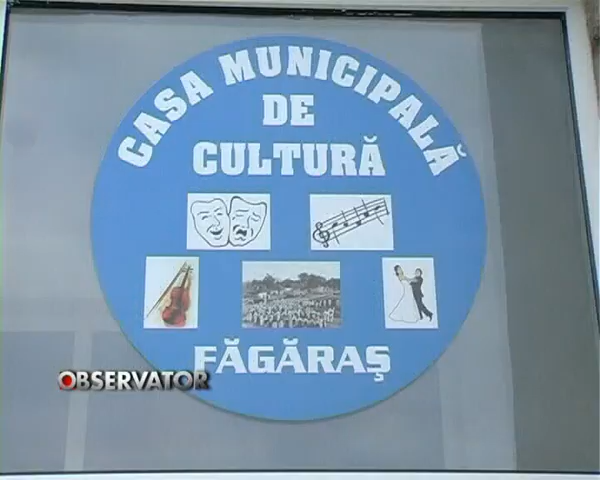 CASA MUNICIPALĂ
DE
CULTURĂ
FĂGĂRAŞ
OBSERVATOR